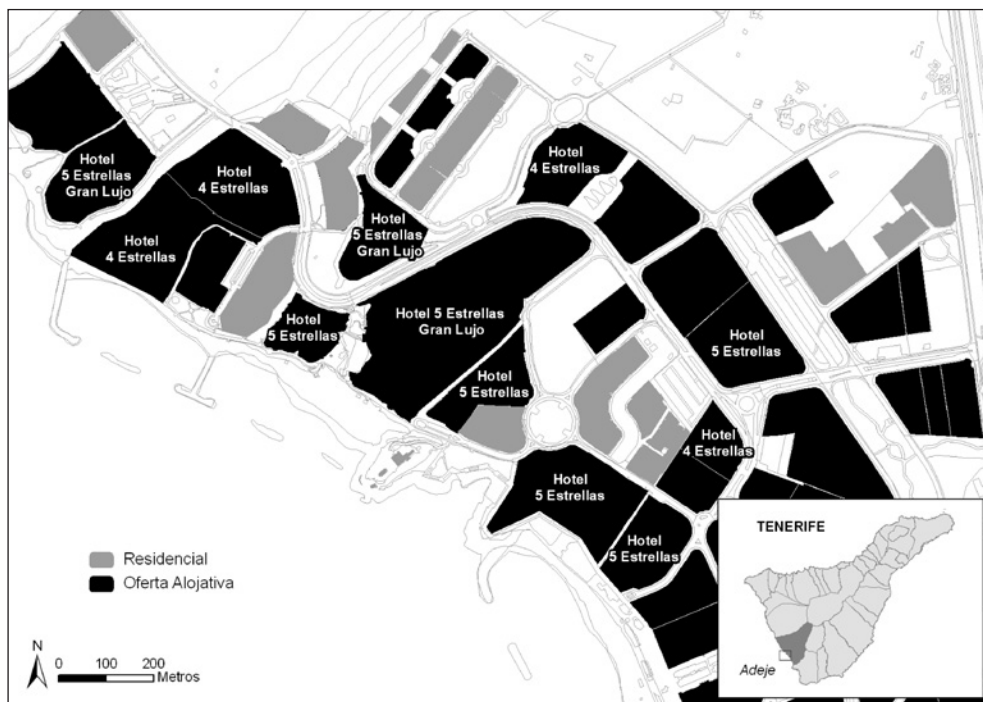 Hotel
5 Estrellas
Gran Lujo
Hotel
4 Estrellas
Hotel
4 Estrellas
Hotel
5 Estrellas
Hotel
5 Estrellas
Gran Lujo
Hotel
4 Estrellas
Hotel 5 Estrellas
Gran Lujo
Hotel
5 Estrellas
Hotel
5 Estrellas
Hotel
4 Estrellas
Hotel
5 Estrellas
Hotel
5 Estrellas
Residencial
Oferta Alojativa
N
0 100 200
Metros
TENERIFE
Adeje